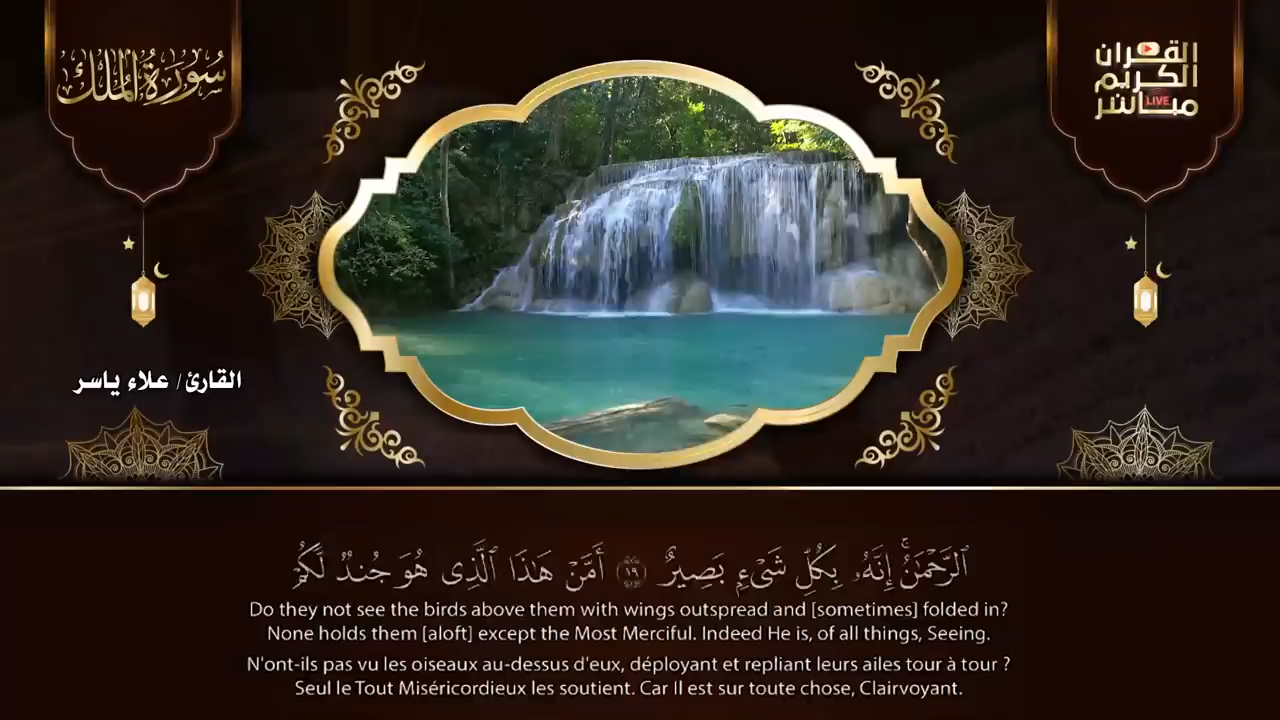 سُورَةُ المُلْك
القرآن
الكريم
مباشر
LIVE
القارئ/ علاء ياسر
ٱلرَّحۡمَٰنُۚ إِنَّهُۥ بِكُلِّ شَيۡءِۭ بَصِيرٌ ١٩ أَمَّنۡ هَٰذَا ٱلَّذِي هُوَ جُندٞ لَّكُمۡ
Do they not see the birds above them with wings outspread and [sometimes] folded in?
None holds them [aloft] except the Most Merciful. Indeed He is, of all things, Seeing.
N'ont-ils pas vu les oiseaux au-dessus d'eux, déployant et repliant leurs ailes tour à tour ?
Seul le Tout Miséricordieux les soutient. Car Il est sur toute chose, Clairvoyant.